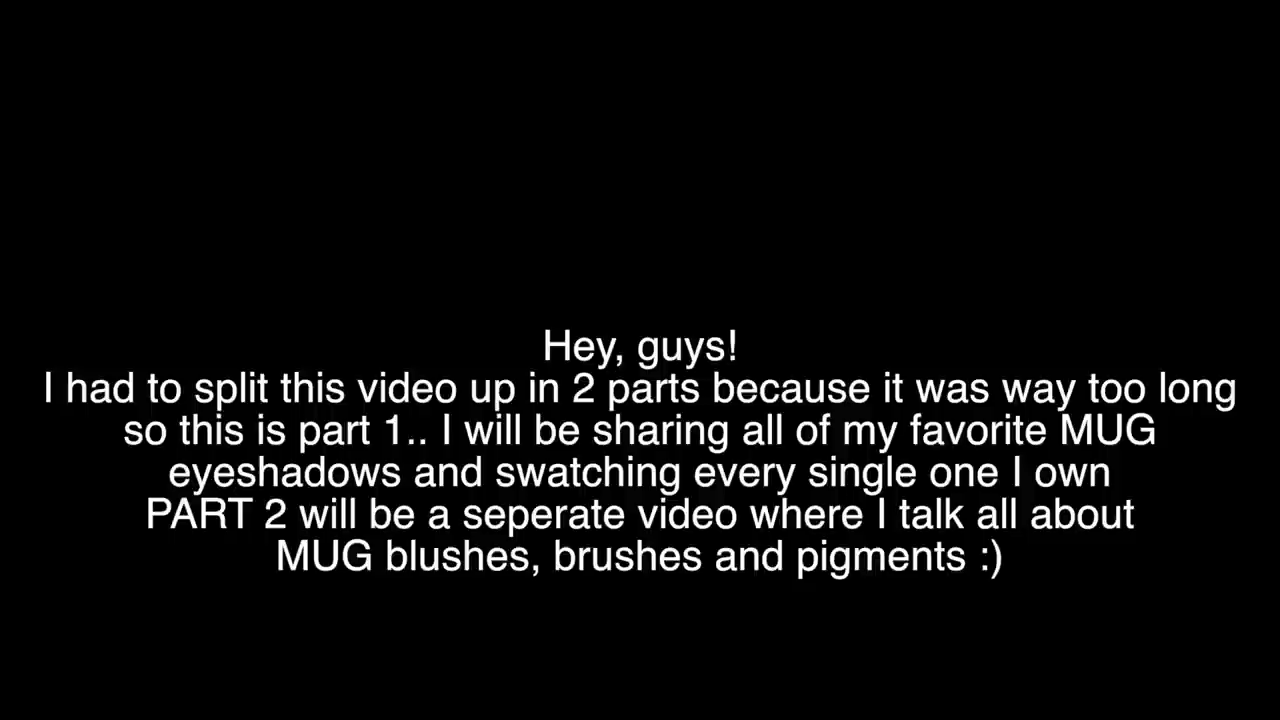 Hey, guys!
I had to split this video up in 2 parts because it was way too long
so this is part 1.. I will be sharing all of my favorite MUG
eyeshadows and swatching every single one I own
PART 2 will be a seperate video where I talk all about
MUG blushes, brushes and pigments :)